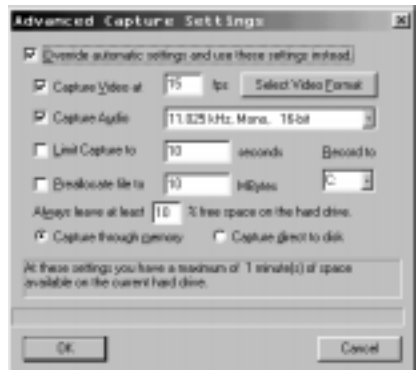 Advanced Capture Settings
Override automatic settings and use these settings instead.
Capture Video at 15 fps Select Video Format
Capture Audio 11.025 kHz, Mono, 16-bit
Limit Capture to 10 seconds Record to
Preallocate file to 10 MBytes C:
Always leave at least 10 % free space on the hard drive.
Capture through memory Capture direct to disk
At these settings you have a maximum of 1 minute(s) of space
available on the current hard drive.
OK Cancel